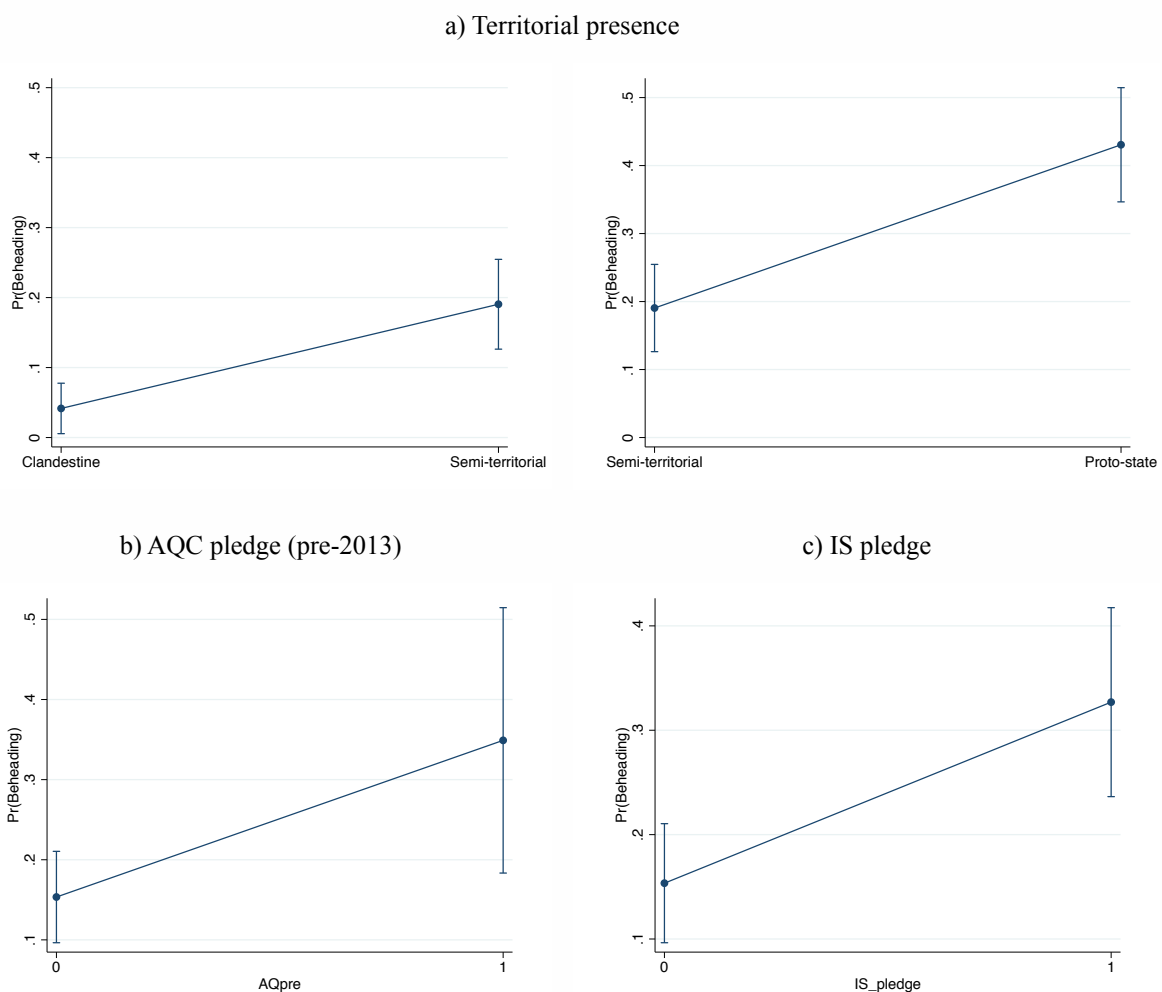 a) Territorial presence
Pr(Beheading)
.5
.4
.3
.2
.1
0
Clandestine Semi-territorial
Pr(Beheading)
.5
.4
.3
.2
.1
0
Semi-territorial Proto-state
b) AQC pledge (pre-2013)
Pr(Beheading)
.5
.4
.3
.2
.1
0 1
AQpre
c) IS pledge
Pr(Beheading)
.4
.3
.2
.1
0 1
IS_pledge